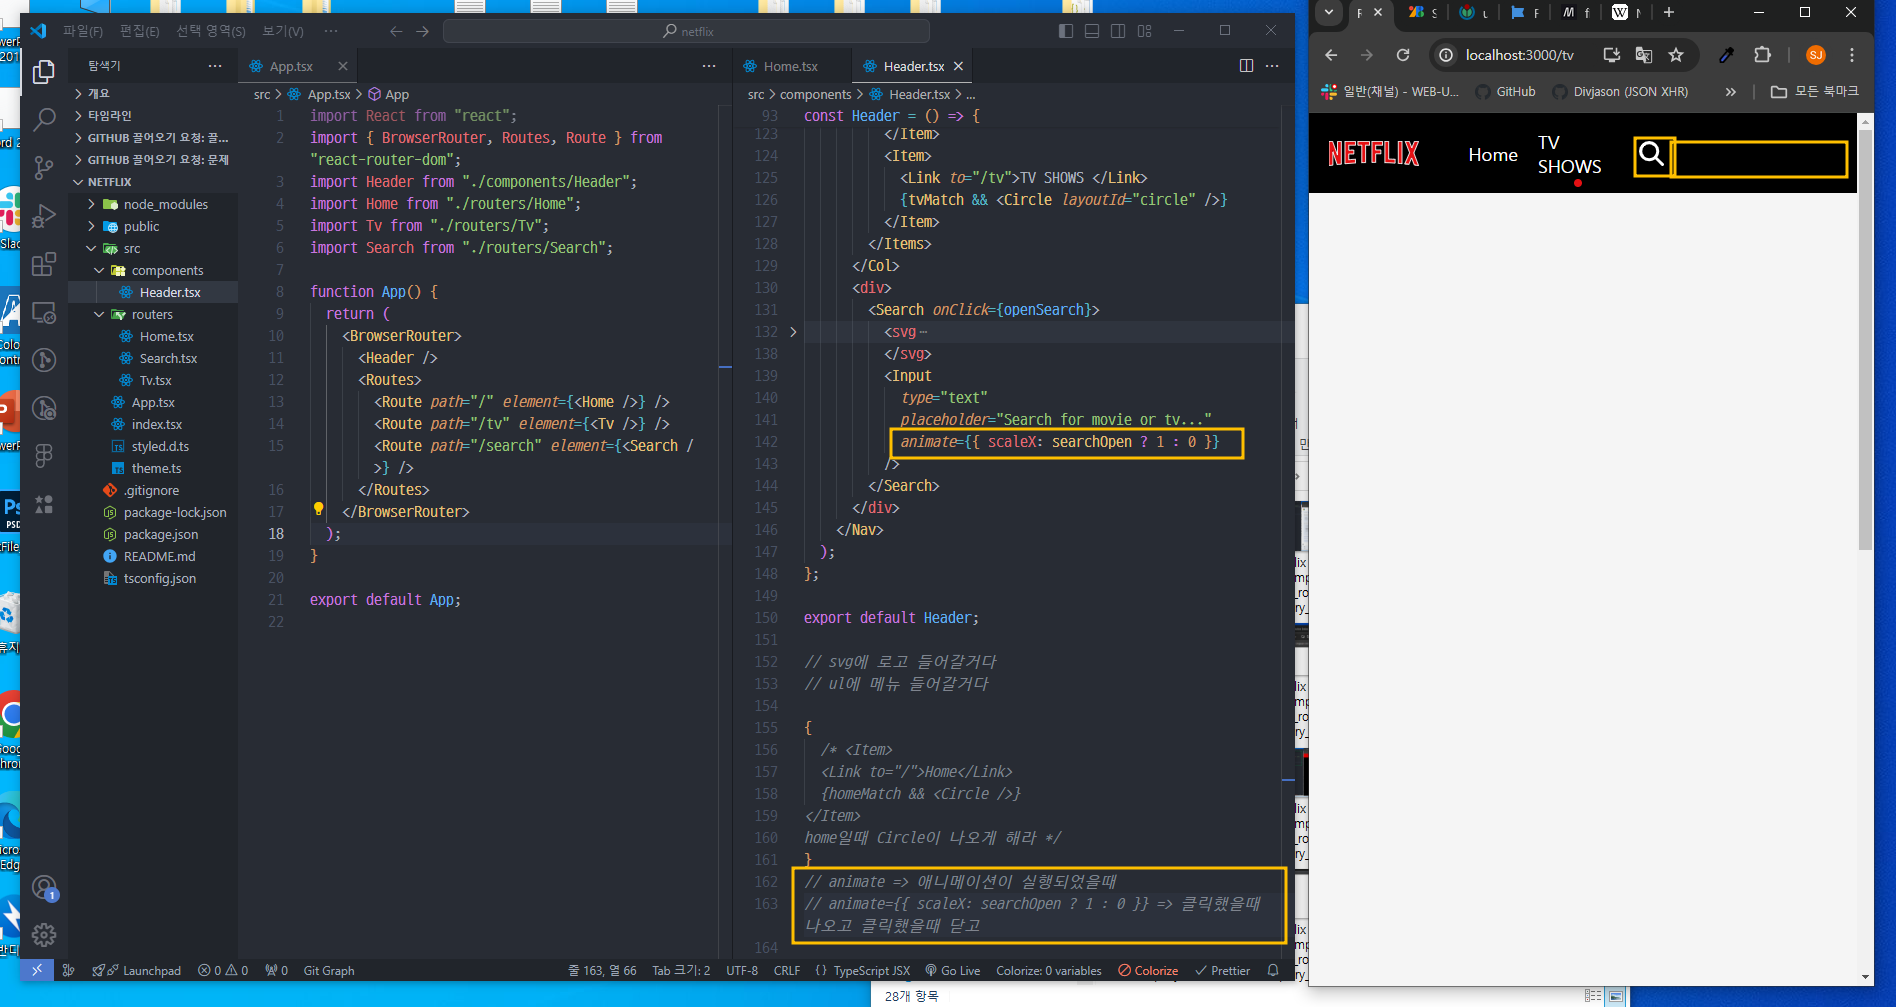 파일(F) 편집(E) 선택 영역(S) 보기(V) ··· netflix
탐색기
개요
타임라인
GITHUB 끌어오기 요청: 끌...
GITHUB 끌어오기 요청: 문제
NETFLIX
node_modules
public
src
components
Header.tsx
routers
Home.tsx
Search.tsx
Tv.tsx
App.tsx
index.tsx
styled.d.ts
theme.ts
.gitignore
package-lock.json
package.json
README.md
tsconfig.json
App.tsx
src > App.tsx > App
1 import React from "react";
2 import { BrowserRouter, Routes, Route } from
"react-router-dom";
3 import Header from "./components/Header";
4 import Home from "./routers/Home";
5 import Tv from "./routers/Tv";
6 import Search from "./routers/Search";
7
8 function App() {
9 return (
10 <BrowserRouter>
11 <Header />
12 <Routes>
13 <Route path="/" element={<Home />} />
14 <Route path="/tv" element={<Tv />} />
15 <Route path="/search" element={<Search /
>} />
16 </Routes>
17 </BrowserRouter>
18 );
19 }
20
21 export default App;
22
Home.tsx Header.tsx
src > components > Header.tsx > ...
93 const Header = () => {
123 </Item>
124 <Item>
125 <Link to="/tv">TV SHOWS </Link>
126 {tvMatch && <Circle layoutId="circle" />}
127 </Item>
128 </Items>
129 </Col>
130 <div>
131 <Search onClick={openSearch}>
132 <svg ···
138 </svg>
139 <Input
140 type="text"
141 placeholder="Search for movie or tv..."
142 animate={{ scaleX: searchOpen ? 1 : 0 }}
143 />
144 </Search>
145 </div>
146 </Nav>
147 );
148 };
149
150 export default Header;
151
152 // svg에 로고 들어갈거다
153 // ul에 메뉴 들어갈거다
154
155 {
156 /* <Item>
157 <Link to="/">Home</Link>
158 {homeMatch && <Circle />}
159 </Item>
160 home일때 Circle이 나오게 해라 */
161 }
162 // animate => 애니메이션이 실행되었을때
163 // animate={{ scaleX: searchOpen ? 1 : 0 }} => 클릭했을때
나오고 클릭했을때 닫고
164
1
Launchpad 0 0 0 Git Graph 줄 163, 열 66 Tab 크기: 2 UTF-8 CRLF {} TypeScript JSX Go Live Colorize: 0 variables Colorize Prettier
localhost:3000/tv
SJ
일반(채널) - WEB-U... GitHub Divjason (JSON XHR) » 모든 북마크
NETFLIX
Home
TV
SHOWS
28개 항목